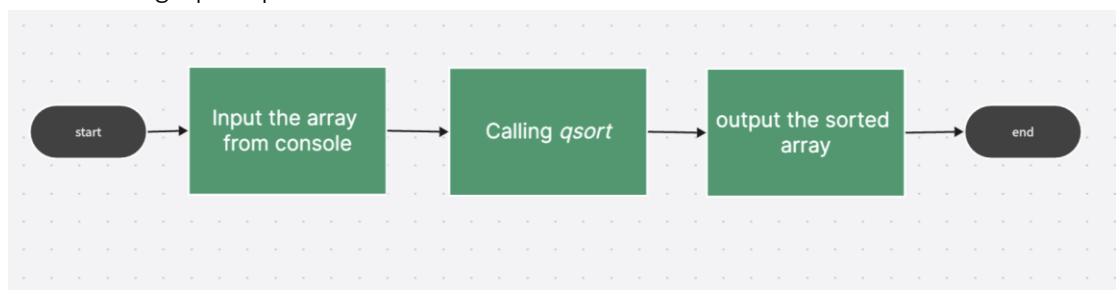 start
Input the array
from console
Calling qsort
output the sorted
array
end